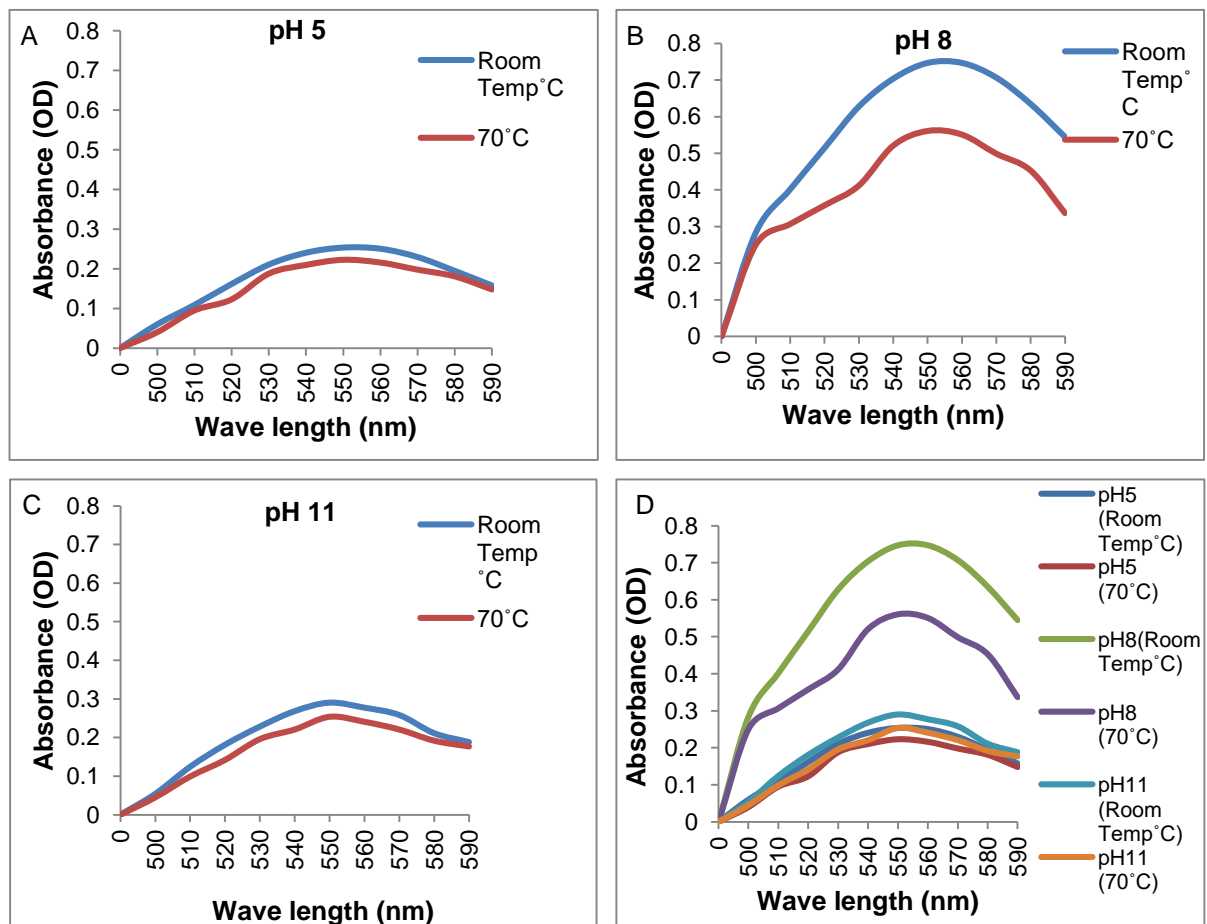 A
pH 5
0.8
0.7
0.6
0.5
0.4
0.3
0.2
0.1
0
Absorbance (OD)
Room
Temp˚C
70˚C
0 500 510 520 530 540 550 560 570 580 590
Wave length (nm)
B
pH 8
0.8
0.7
0.6
0.5
0.4
0.3
0.2
0.1
0
Absorbance (OD)
Room
Temp˚
C
70˚C
0 500 510 520 530 540 550 560 570 580 590
Wave length (nm)
C
pH 11
0.8
0.7
0.6
0.5
0.4
0.3
0.2
0.1
0
Absorbance (OD)
Room
Temp
˚C
70˚C
0 500 510 520 530 540 550 560 570 580 590
Wave length (nm)
D
0.8
0.7
0.6
0.5
0.4
0.3
0.2
0.1
0
Absorbance (OD)
pH5
(Room
Temp˚C)
pH5
(70˚C)
pH8(Room
Temp˚C)
pH8
(70˚C)
pH11
(Room
Temp˚C)
pH11
(70˚C)
0 500 510 520 530 540 550 560 570 580 590
Wave length (nm)